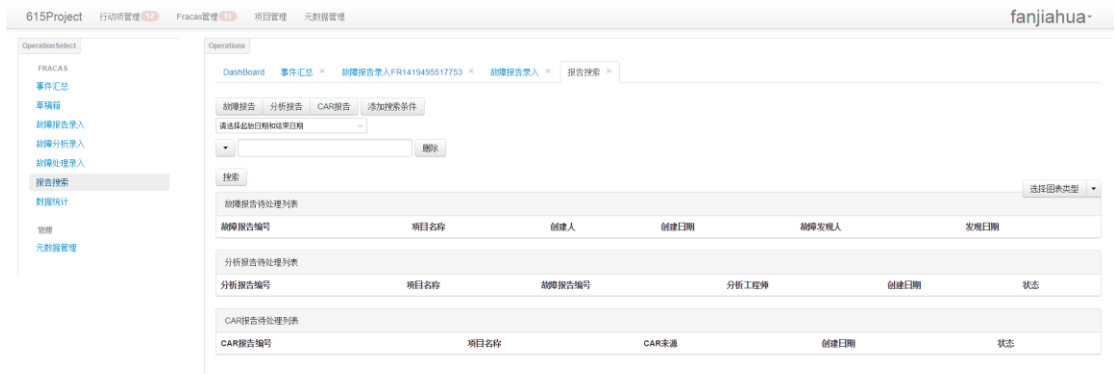 615Project 行动项管理 12 Fracas管理 15 项目管理 元数据管理 fanjiahua
OperationSelect
FRACAS
事件汇总
草稿箱
故障报告录入
故障分析录入
故障处理录入
报告搜索
数据统计
管理
元数据管理
Operations
DashBoard 事件汇总 × 故障报告录入FR1419495517753 × 故障报告录入 × 报告搜索 ×
故障报告 分析报告 CAR报告 添加搜索条件
请选择起始日期和结束日期
删除
搜索
选择图表类型
故障报告待处理列表
故障报告编号 项目名称 创建人 创建日期 故障发现人 发现日期
分析报告待处理列表
分析报告编号 项目名称 故障报告编号 分析工程师 创建日期 状态
CAR报告待处理列表
CAR报告编号 项目名称 CAR来源 创建日期 状态